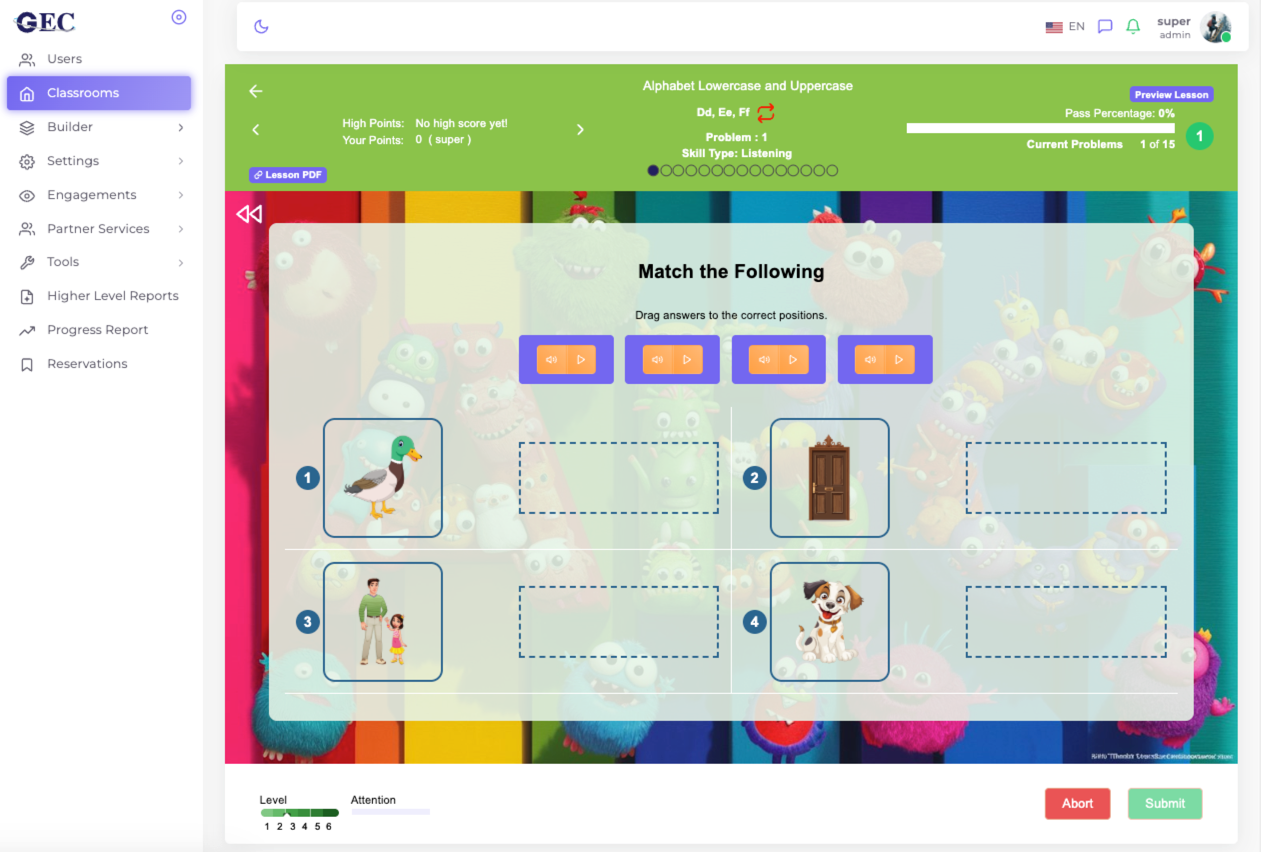 GEC
Users
Classrooms
Builder
Settings
Engagements
Partner Services
Tools
Higher Level Reports
Progress Report
Reservations
EN
super
admin
Alphabet Lowercase and Uppercase
Dd, Ee, Ff
Problem : 1
Skill Type: Listening
High Points: No high score yet!
Your Points: 0 ( super )
Lesson PDF
Preview Lesson
Pass Percentage: 0%
1
Current Problems 1 of 15
Match the Following
Drag answers to the correct positions.
1
2
3
4
Level
1 2 3 4 5 6
Attention
Abort
Submit